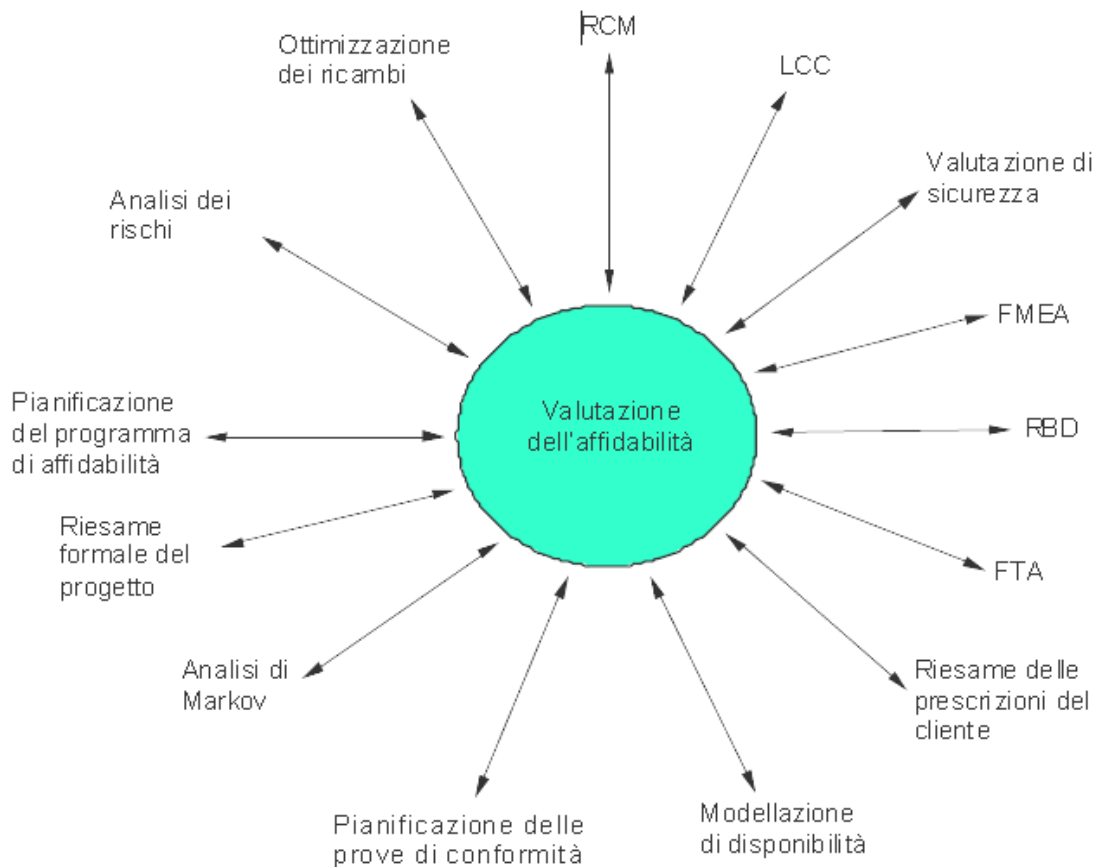 RCM
Ottimizzazione
dei ricambi
LCC
Valutazione di
sicurezza
Analisi dei
rischi
FMEA
Pianificazione
del programma
di affidabilità
Valutazione
dell'affidabilità
RBD
Riesame
formale del
progetto
FTA
Analisi di
Markov
Riesame delle
prescrizioni del
cliente
Pianificazione delle
prove di conformità
Modellazione
di disponibilità